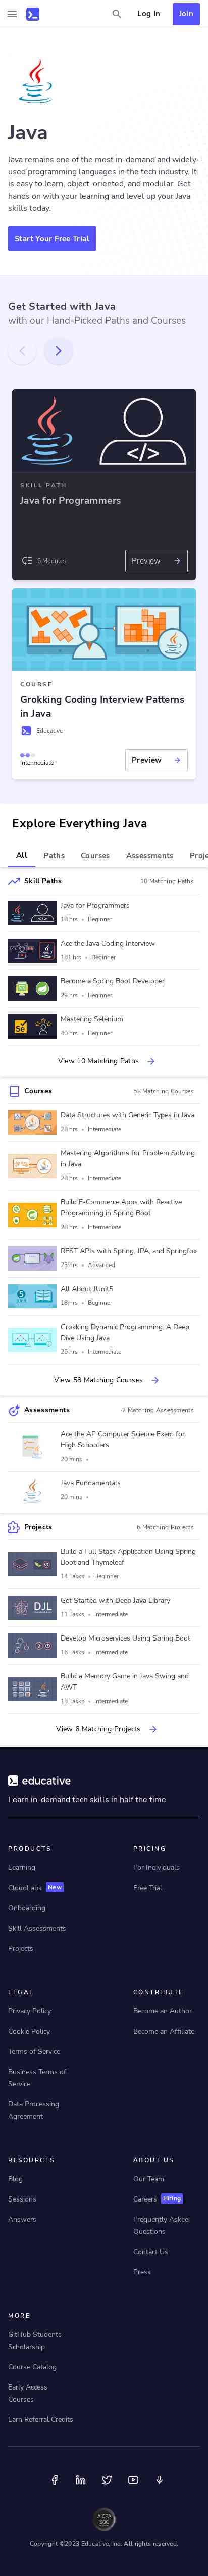 Log In
Join
Java
Java remains one of the most in-demand and widely-
used programming languages in the tech industry. It
is easy to learn, object-oriented, and modular. Get
hands on with your learning and level up your Java
skills today.
Start Your Free Trial
Get Started with Java
with our Hand-Picked Paths and Courses
SKILL PATH
Java for Programmers
6 Modules
Preview
COURSE
Grokking Coding Interview Patterns
in Java
Educative
Intermediate
Preview
Explore Everything Java
All Paths Courses Assessments Proje
Skill Paths 10 Matching Paths
Java for Programmers
18 hrs • Beginner
Ace the Java Coding Interview
181 hrs • Beginner
Become a Spring Boot Developer
29 hrs • Beginner
Mastering Selenium
40 hrs • Beginner
View 10 Matching Paths
Courses 58 Matching Courses
Data Structures with Generic Types in Java
28 hrs • Intermediate
Mastering Algorithms for Problem Solving
in Java
28 hrs • Intermediate
Build E-Commerce Apps with Reactive
Programming in Spring Boot
28 hrs • Intermediate
REST APIs with Spring, JPA, and Springfox
23 hrs • Advanced
All About JUnit5
18 hrs • Beginner
Grokking Dynamic Programming: A Deep
Dive Using Java
25 hrs • Intermediate
View 58 Matching Courses
Assessments 2 Matching Assessments
Ace the AP Computer Science Exam for
High Schoolers
20 mins •
Java Fundamentals
20 mins •
Projects 6 Matching Projects
Build a Full Stack Application Using Spring
Boot and Thymeleaf
14 Tasks • Beginner
DJL
Get Started with Deep Java Library
11 Tasks • Intermediate
Develop Microservices Using Spring Boot
16 Tasks • Intermediate
Build a Memory Game in Java Swing and
AWT
13 Tasks • Intermediate
View 6 Matching Projects
educative
Learn in-demand tech skills in half the time
PRODUCTS
Learning
CloudLabs New
Onboarding
Skill Assessments
Projects
PRICING
For Individuals
Free Trial
LEGAL
Privacy Policy
Cookie Policy
Terms of Service
Business Terms of
Service
Data Processing
Agreement
CONTRIBUTE
Become an Author
Become an Affiliate
RESOURCES
Blog
Sessions
Answers
ABOUT US
Our Team
Careers Hiring
Frequently Asked
Questions
Contact Us
Press
MORE
GitHub Students
Scholarship
Course Catalog
Early Access
Courses
Earn Referral Credits
AICPA
SOC
Copyright ©2023 Educative, Inc. All rights reserved.